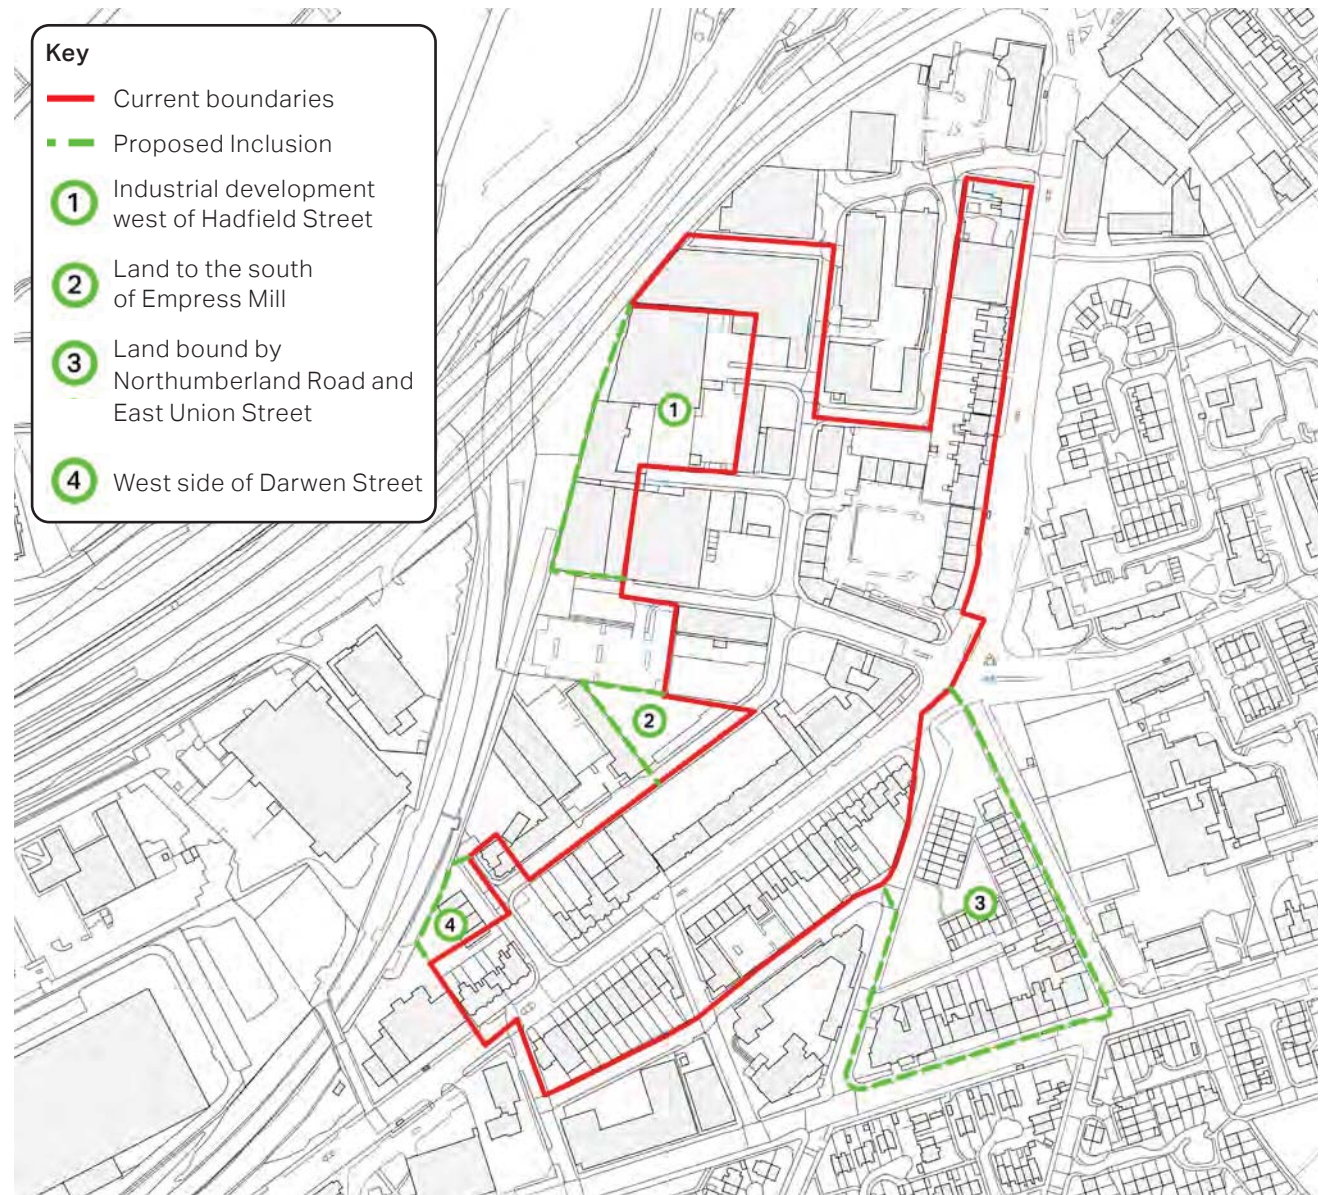 Key
Current boundaries
Proposed Inclusion
1 Industrial development
west of Hadfield Street
2 Land to the south
of Empress Mill
3 Land bound by
Northumberland Road and
East Union Street
4 West side of Darwen Street
1
2
3
4